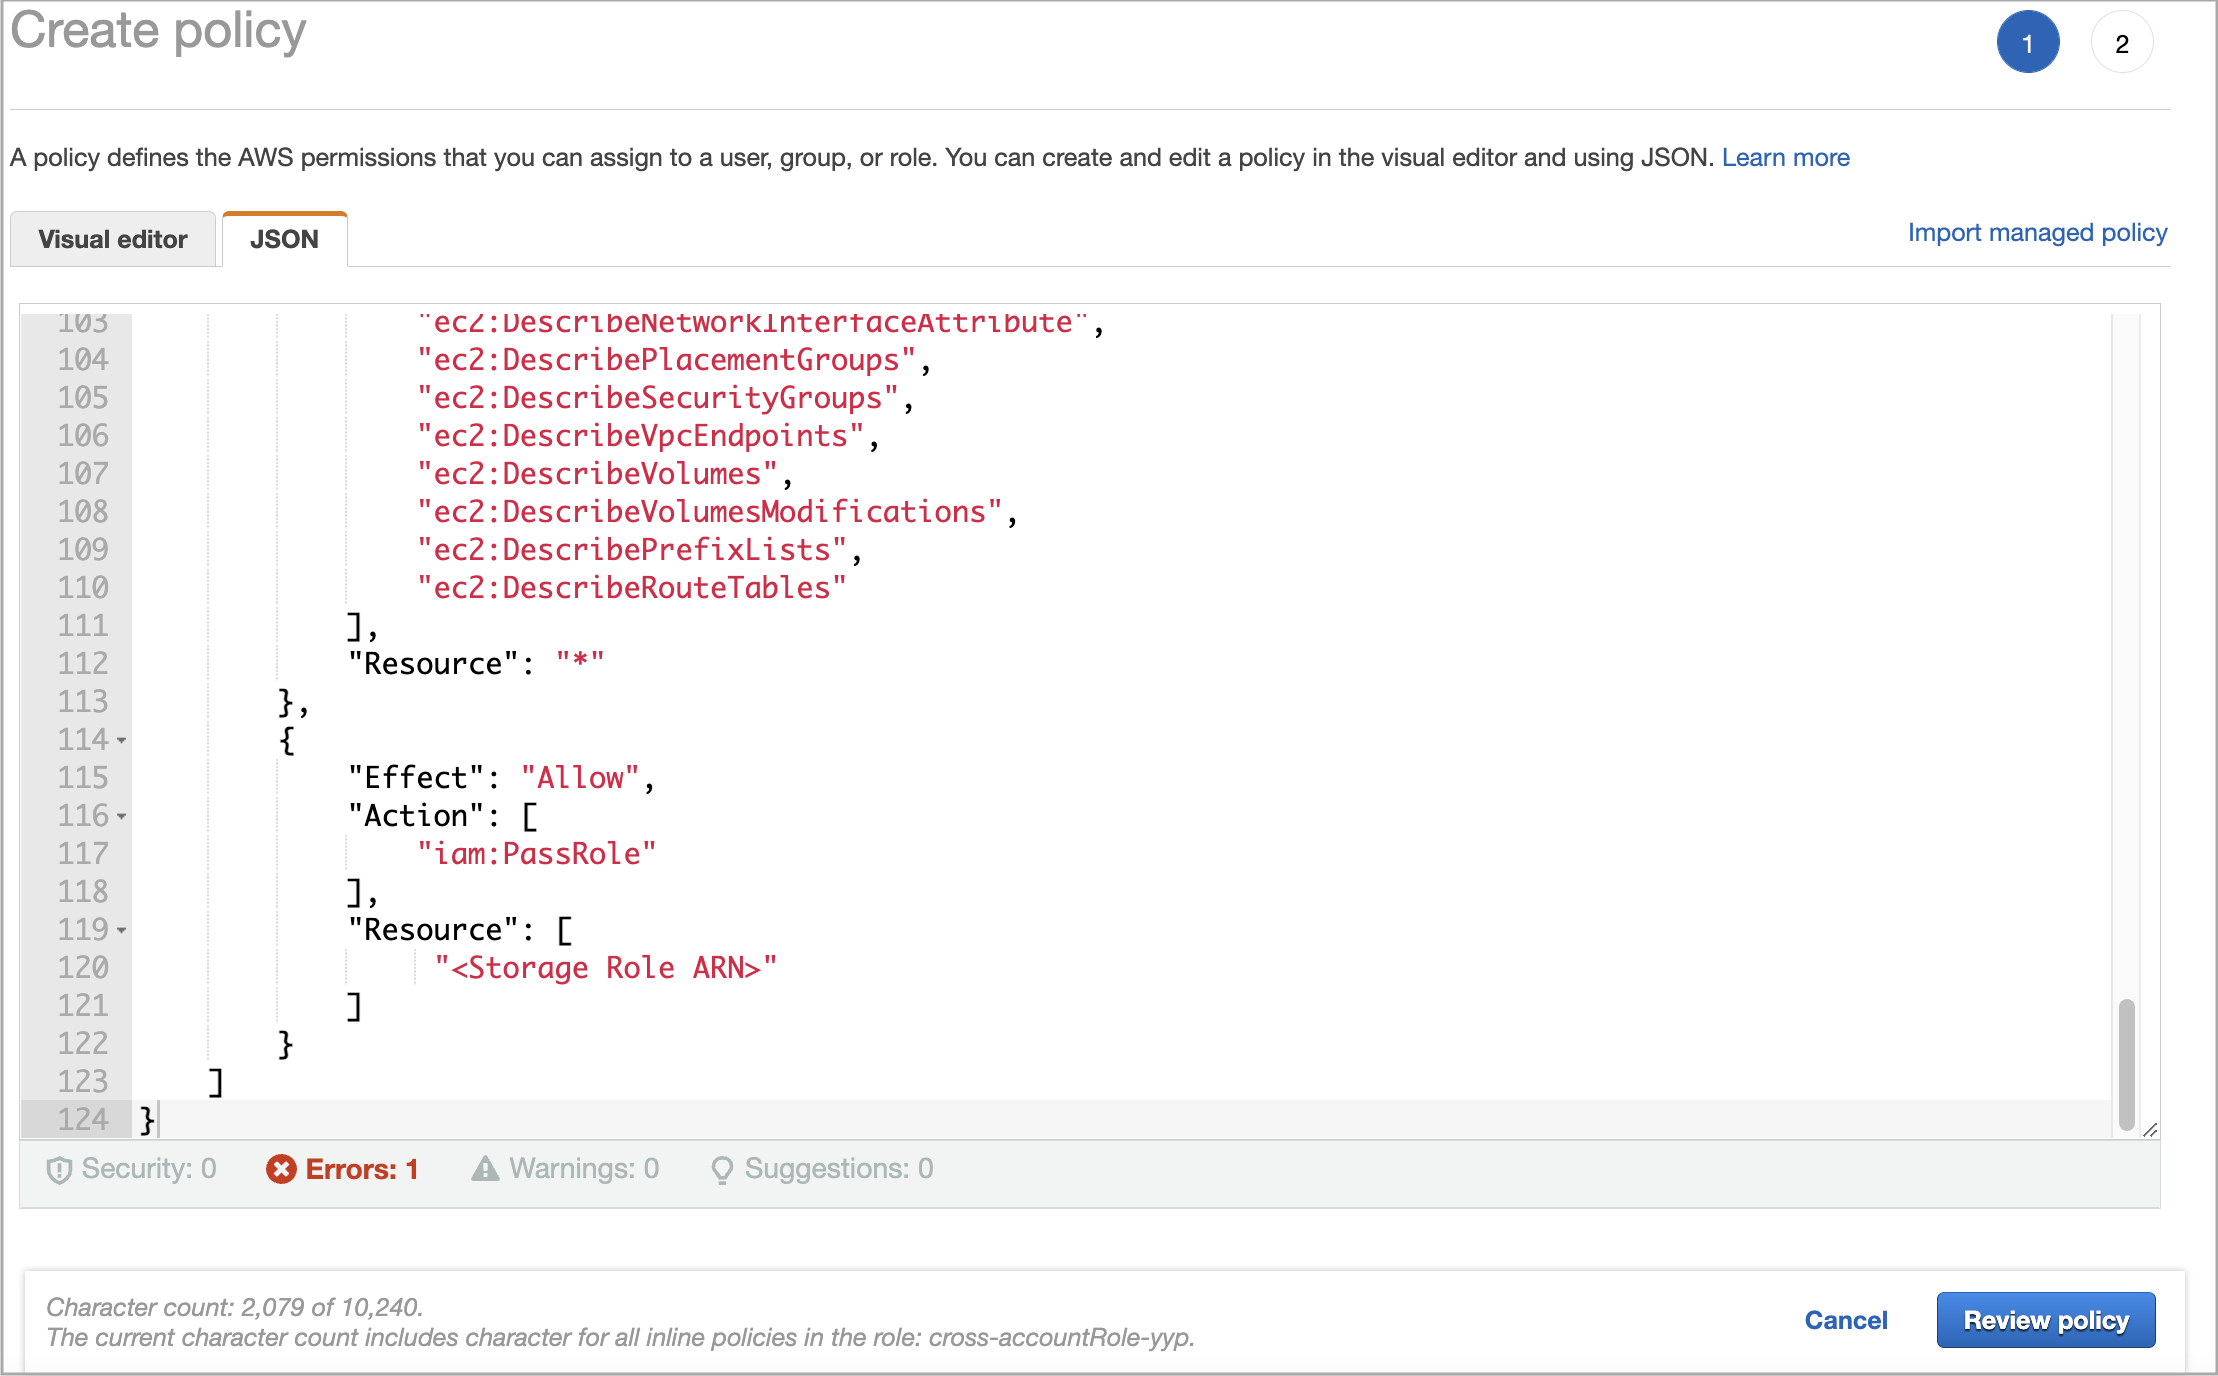 Create policy
1
2
A policy defines the AWS permissions that you can assign to a user, group, or role. You can create and edit a policy in the visual editor and using JSON. Learn more
Visual editor
JSON
Import managed policy
103 "ec2:DescribeNetworkInterfaceAttribute",
104 "ec2:DescribePlacementGroups",
105 "ec2:DescribeSecurityGroups",
106 "ec2:DescribeVpcEndpoints",
107 "ec2:DescribeVolumes",
108 "ec2:DescribeVolumesModifications",
109 "ec2:DescribePrefixLists",
110 "ec2:DescribeRouteTables"
111 ],
112 "Resource": "*"
113 },
114 {
115 "Effect": "Allow",
116 "Action": [
117 "iam:PassRole"
118 ],
119 "Resource": [
120 "<Storage Role ARN>"
121 ]
122 }
123 ]
124 }
Security: 0
Errors: 1
Warnings: 0
Suggestions: 0
Character count: 2,079 of 10,240.
The current character count includes character for all inline policies in the role: cross-accountRole-yyp.
Cancel
Review policy